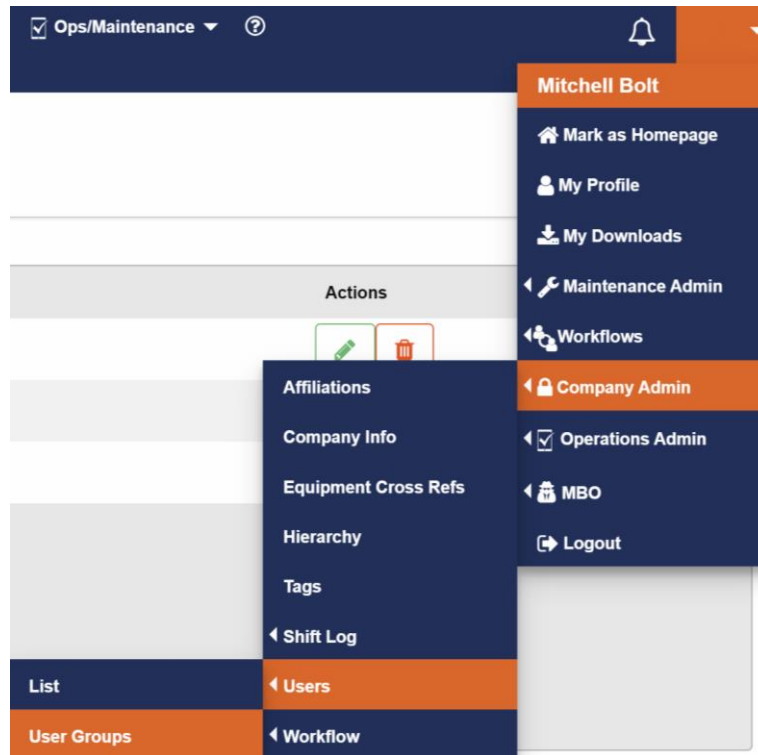 Ops/Maintenance
Mitchell Bolt
Mark as Homepage
My Profile
My Downloads
Actions
Maintenance Admin
Workflows
Company Admin
Operations Admin
MBO
Logout
Affiliations
Company Info
Equipment Cross Refs
Hierarchy
Tags
Shift Log
Users
Workflow
List
User Groups